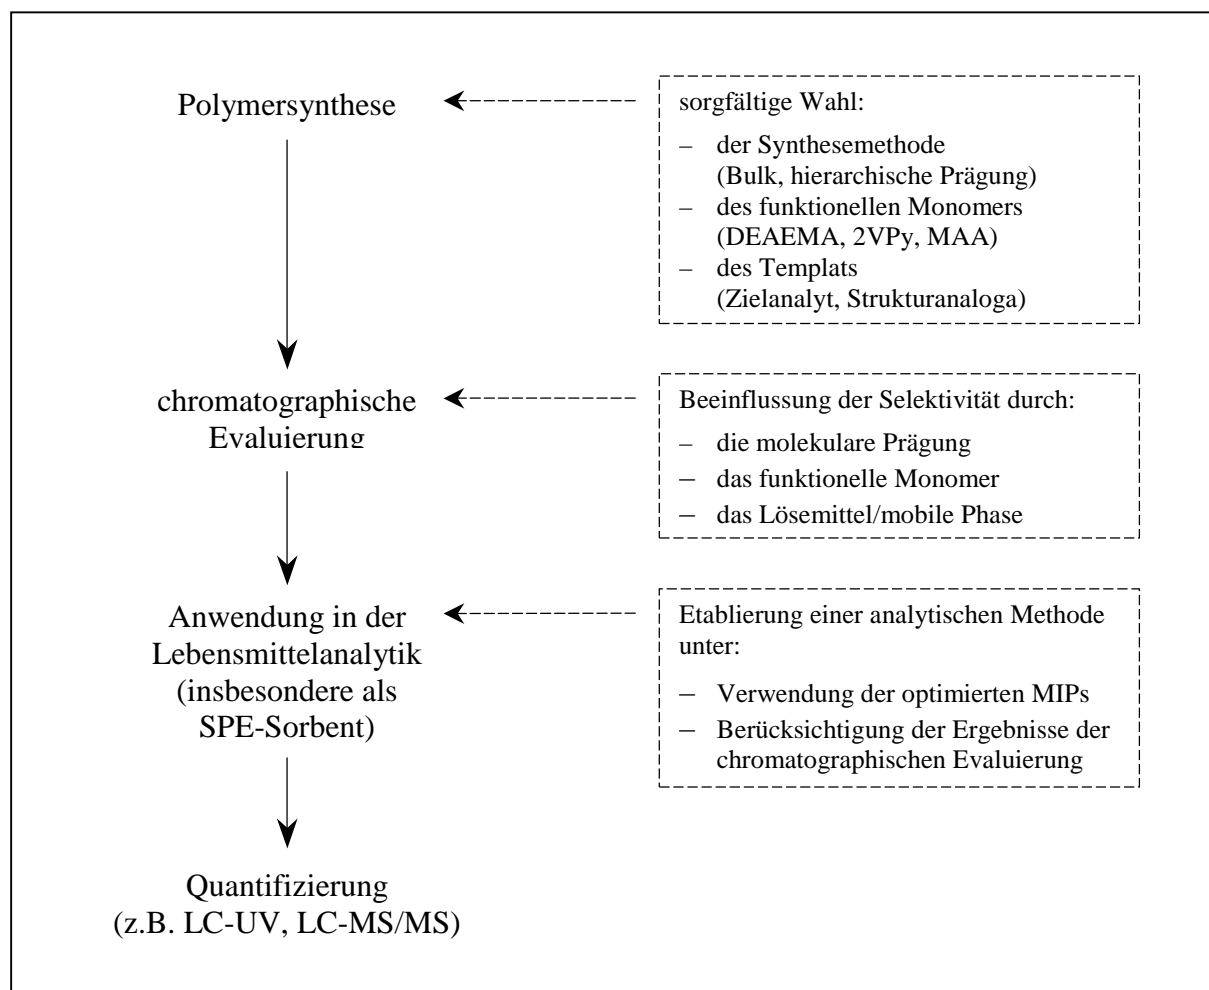 Polymersynthese
sorgfältige Wahl:
– der Synthesemethode
(Bulk, hierarchische Prägung)
– des funktionellen Monomers
(DEAEMA, 2VPy, MAA)
– des Templats
(Zielanalyt, Strukturanaloga)
chromatographische
Evaluierung
Beeinflussung der Selektivität durch:
– die molekulare Prägung
– das funktionelle Monomer
– das Lösemittel/mobile Phase
Anwendung in der
Lebensmittelanalytik
(insbesondere als
SPE-Sorbent)
Etablierung einer analytischen Methode
unter:
– Verwendung der optimierten MIPs
– Berücksichtigung der Ergebnisse der
chromatographischen Evaluierung
Quantifizierung
(z.B. LC-UV, LC-MS/MS)